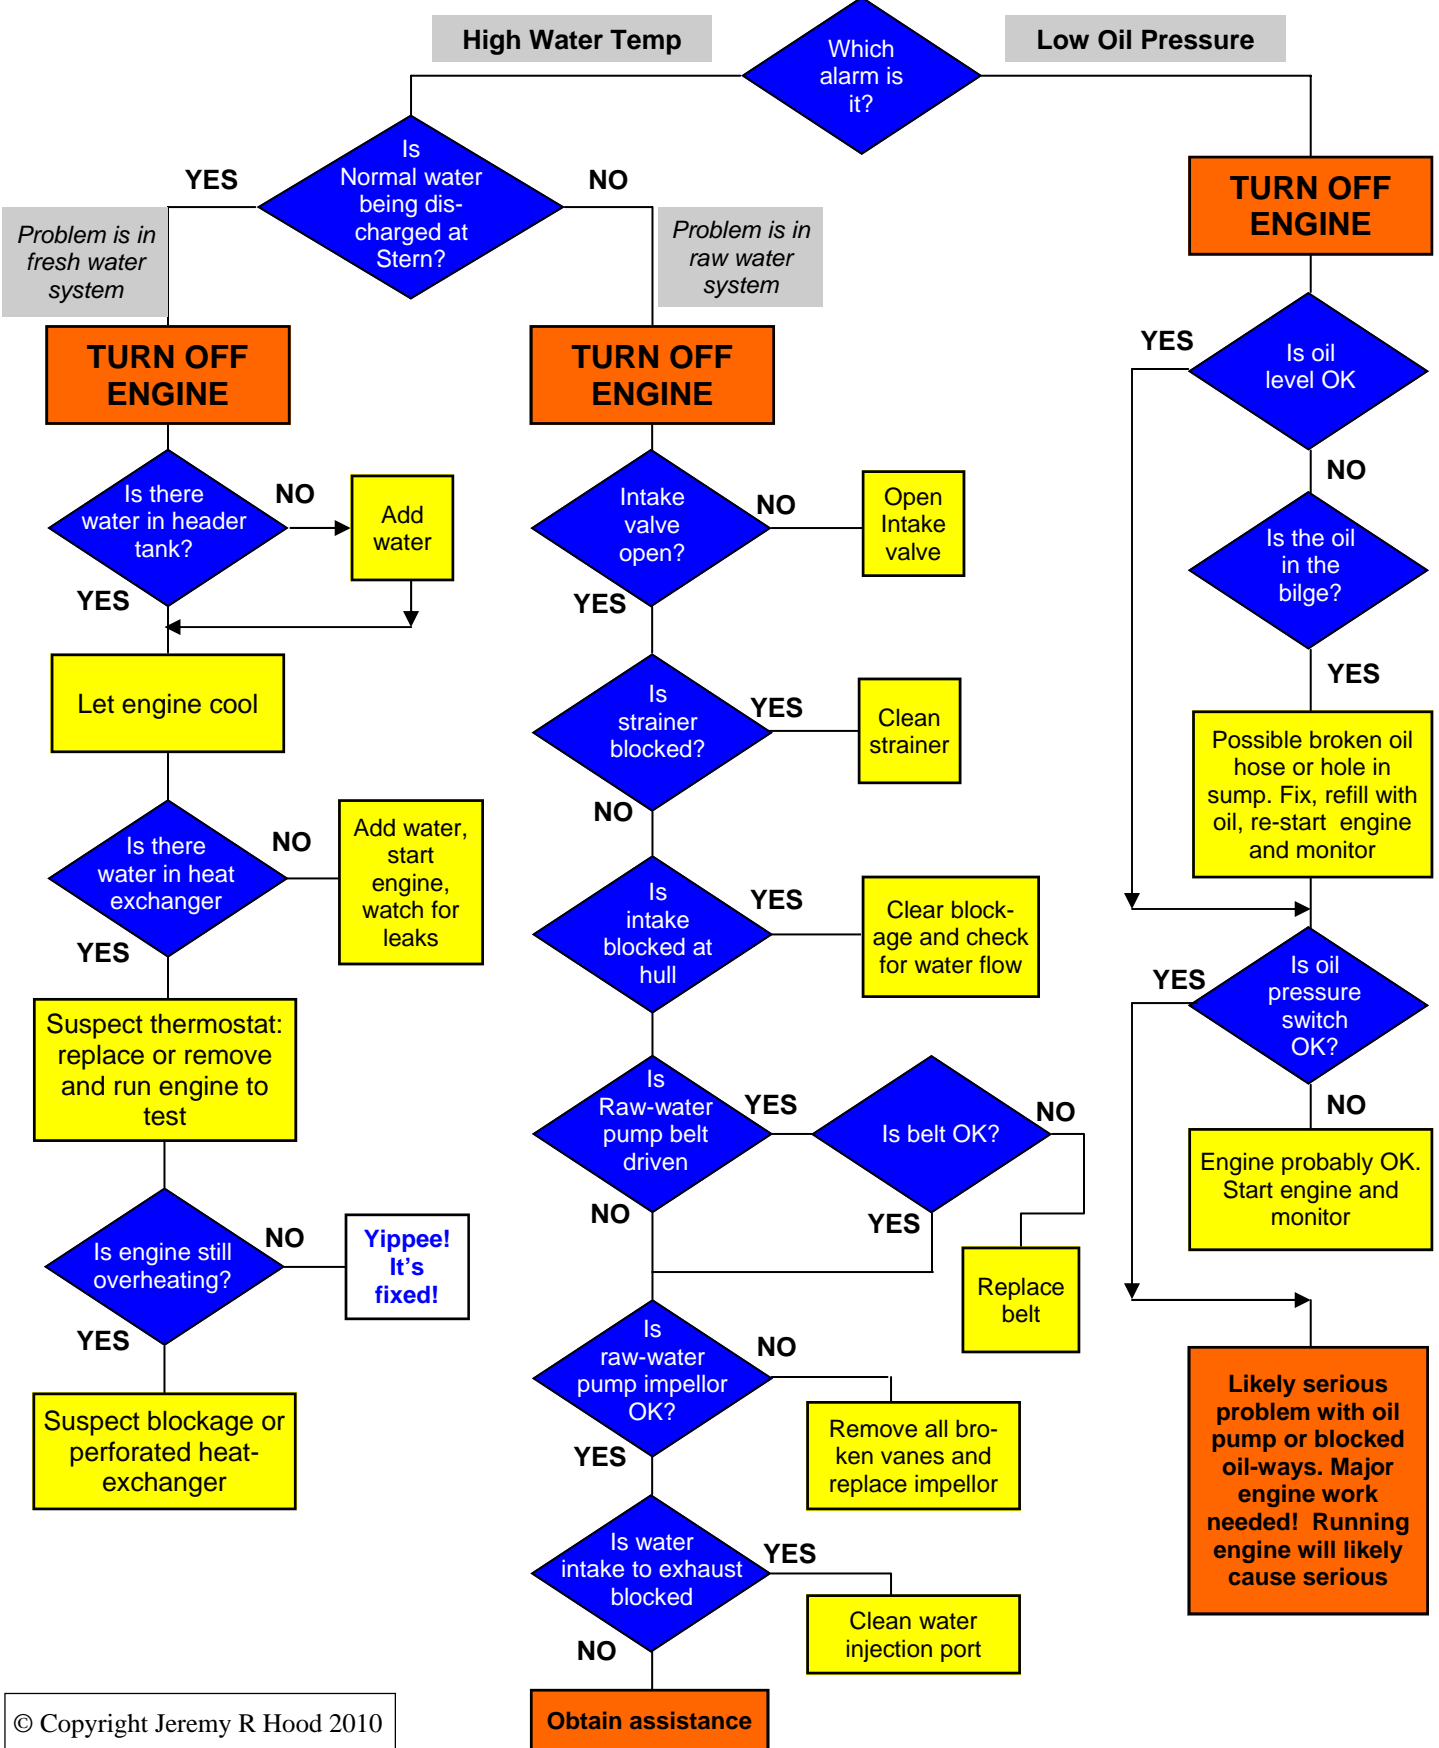 High Water Temp
Which
alarm is
it?
Low Oil Pressure
YES
Is
Normal water
being dis-
charged at
Stern?
NO
Problem is in
fresh water
system
Problem is in
raw water
system
TURN OFF
ENGINE
Is there
water in header
tank?
NO
Add
water
YES
Let engine cool
Is there
water in heat
exchanger
NO
Add water,
start
engine,
watch for
leaks
YES
Suspect thermostat:
replace or remove
and run engine to
test
Is engine still
overheating?
NO
Yippee!
It's
fixed!
YES
Suspect blockage or
perforated heat-
exchanger
TURN OFF
ENGINE
Intake
valve
open?
NO
Open
Intake
valve
YES
Is
strainer
blocked?
YES
Clean
strainer
NO
Is
intake
blocked at
hull
YES
Clear block-
age and check
for water flow
Is
Raw-water
pump belt
driven
YES
Is belt OK?
NO
NO
YES
Replace
belt
Is
raw-water
pump impellor
OK?
NO
Remove all bro-
ken vanes and
replace impellor
YES
Is water
intake to exhaust
blocked
YES
Clean water
injection port
NO
Obtain assistance
TURN OFF
ENGINE
YES
Is oil
level OK
NO
Is the oil
in the
bilge?
YES
Possible broken oil
hose or hole in
sump. Fix, refill with
oil, re-start engine
and monitor
YES
Is oil
pressure
switch
OK?
NO
Engine probably OK.
Start engine and
monitor
Likely serious
problem with oil
pump or blocked
oil-ways. Major
engine work
needed! Running
engine will likely
cause serious
© Copyright Jeremy R Hood 2010